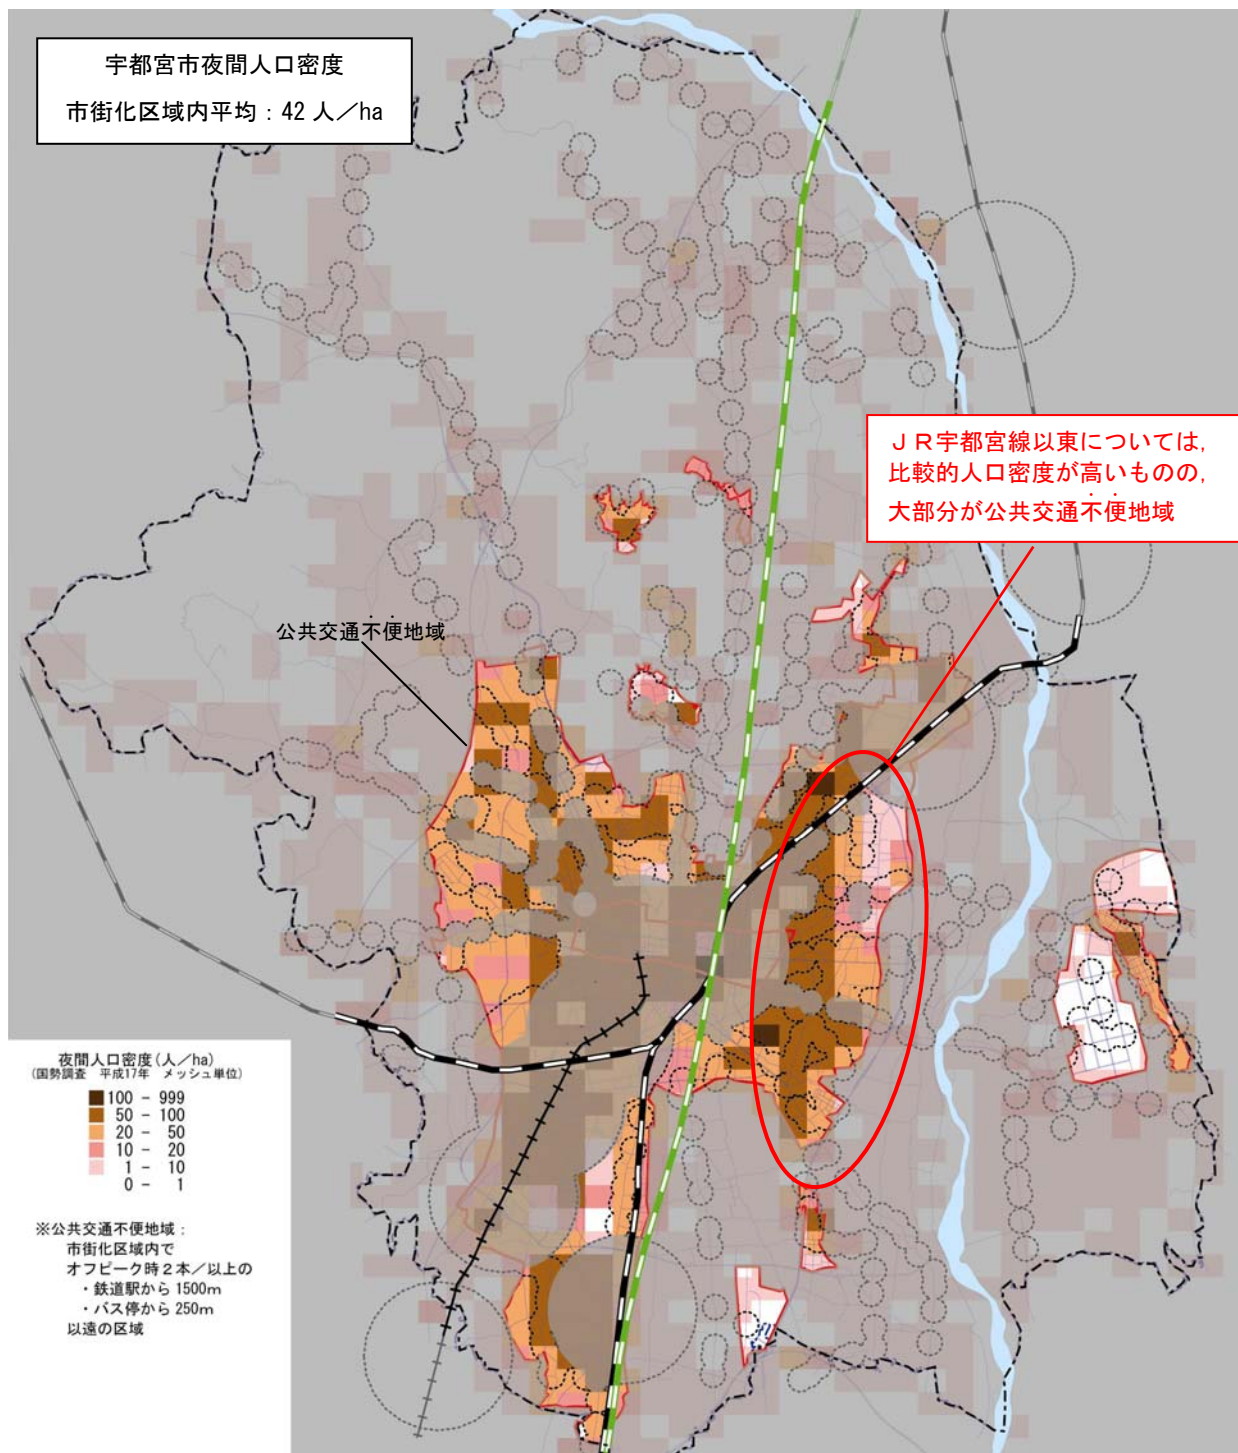 宇都宮市夜間人口密度
市街化区域内平均：42 人／ha
ＪＲ宇都宮線以東については，
比較的人口密度が高いものの，
大部分が公共交通不便地域
公共交通不便地域
夜間人口密度(人／ha)
(国勢調査　平成17年　メッシュ単位)
100 － 999
50 － 100
20 － 50
10 － 20
1 － 10
0 － 1
※公共交通不便地域：
市街化区域内で
オフピーク時２本／以上の
・鉄道駅から 1500m
・バス停から 250m
以遠の区域